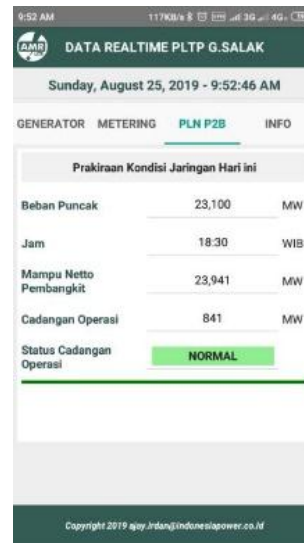 9:52 AM 117KB/s 3G 4G
AMR
DATA REALTIME PLTP G.SALAK
Sunday, August 25, 2019 - 9:52:46 AM
GENERATOR METERING PLN P2B INFO
Prakiraan Kondisi Jaringan Hari ini
Beban Puncak 23,100 MW
Jam 18:30 WIB
Mampu Netto
Pembangkit 23,941 MW
Cadangan Operasi 841 MW
Status Cadangan
Operasi NORMAL
Copyright 2019 ajay.irdan@indonesiapower.co.id